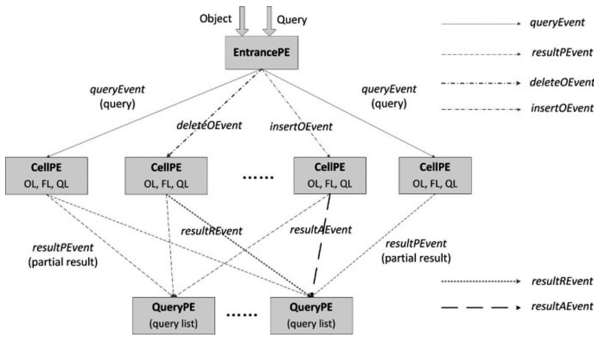 Object
Query
EntrancePE
queryEvent
(query)
deleteOEvent
insertOEvent
queryEvent
(query)
queryEvent
resultPEvent
deleteOEvent
insertOEvent
CellPE
OL, FL, QL
CellPE
OL, FL, QL
......
CellPE
OL, FL, QL
CellPE
OL, FL, QL
resultPEvent
(partial result)
resultREvent
resultAEvent
resultPEvent
(partial result)
QueryPE
(query list)
......
QueryPE
(query list)
resultREvent
resultAEvent